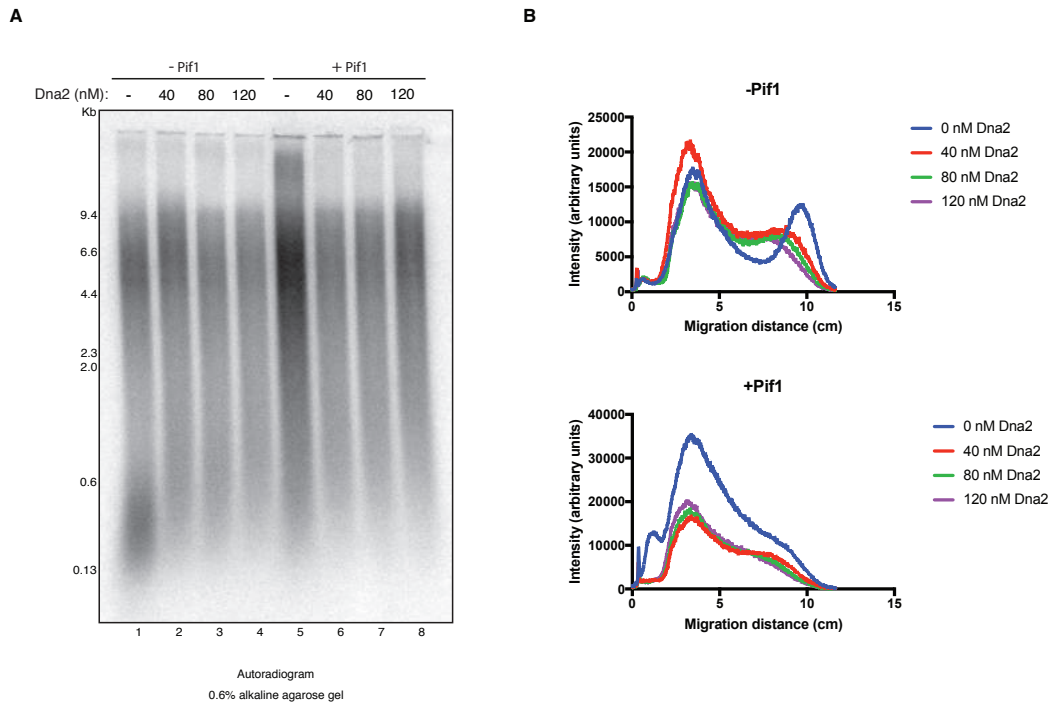 A
- Pif1
+ Pif1
Dna2 (nM):
-
40
80
120
-
40
80
120
Kb
9.4
6.6
4.4
2.3
2.0
0.6
0.13
1
2
3
4
5
6
7
8
Autoradiogram
0.6% alkaline agarose gel
B
-Pif1
Intensity (arbitrary units)
25000
20000
15000
10000
5000
0
0
5
10
15
Migration distance (cm)
0 nM Dna2
40 nM Dna2
80 nM Dna2
120 nM Dna2
+Pif1
Intensity (arbitrary units)
40000
30000
20000
10000
0
0
5
10
15
Migration distance (cm)
0 nM Dna2
40 nM Dna2
80 nM Dna2
120 nM Dna2